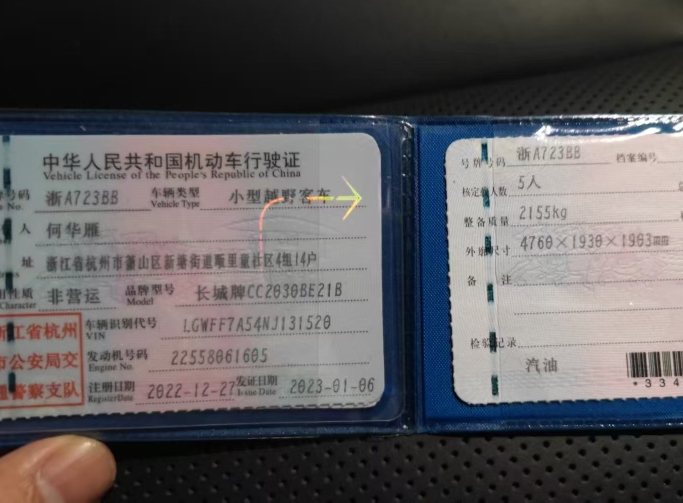 中华人民共和国机动车行驶证
Vehicle License of the People's Republic of China
号码 浙A723BB 车辆类型 小型越野客车
No. Vehicle Type
人 何华雁
址 浙江省杭州市萧山区新塘街道 社区4组14户
性质 非营运 品牌型号 长城牌CC2030BE21B
Character Model
浙江省杭州
市公安局交
通警察支队
车辆识别代号 LGWFF7A54NJ131520
VIN
发动机号码 22558061605
Engine No.
注册日期 2022-12-27 发证日期 2023-01-06
Register Date Issue Date
号牌号码 浙A723BB 档案编号
核定载人数 5人
整备质量 2155kg
外廓尺寸 4760×1930×1903mm
备 注
检验记录
汽油
*334